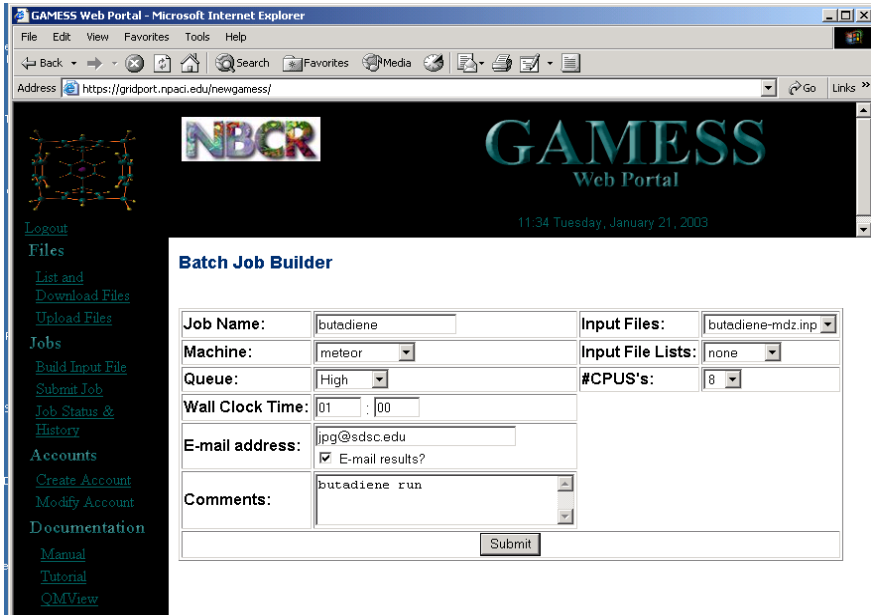 GAMESS Web Portal - Microsoft Internet Explorer
File Edit View Favorites Tools Help
Back Search Favorites Media
Address https://gridport.npaci.edu/newgamess/ Go Links »
NBCR
GAMESS
Web Portal
11:34 Tuesday, January 21, 2003
Logout
Files
List and
Download Files
Upload Files
Jobs
Build Input File
Submit Job
Job Status &
History
Accounts
Create Account
Modify Account
Documentation
Manual
Tutorial
QMView
Batch Job Builder
Job Name: butadiene Input Files: butadiene-mdz.inp
Machine: meteor Input File Lists: none
Queue: High #CPUS's: 8
Wall Clock Time: 01 : 00
E-mail address: jpg@sdsc.edu
E-mail results?
Comments: butadiene run
Submit